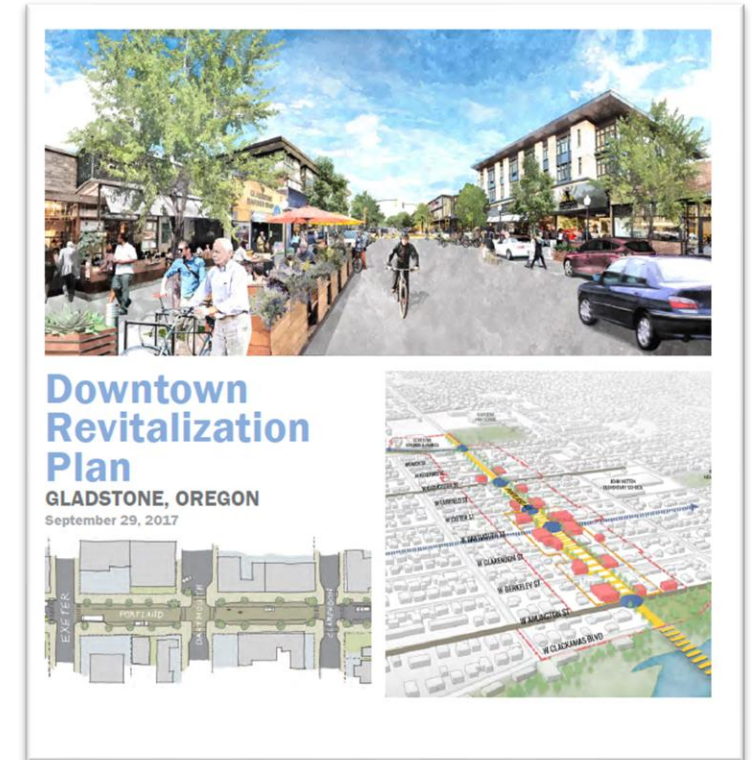 Downtown
Revitalization
Plan
GLADSTONE, OREGON
September 29, 2017
EXETER
PORTLAND
DARTMOUTH
CLARENDON
W EXETER ST
W DARTMOUTH ST
W CLARENDON ST
W BERKELEY ST
W ARLINGTON ST
W CLACKAMAS BLVD